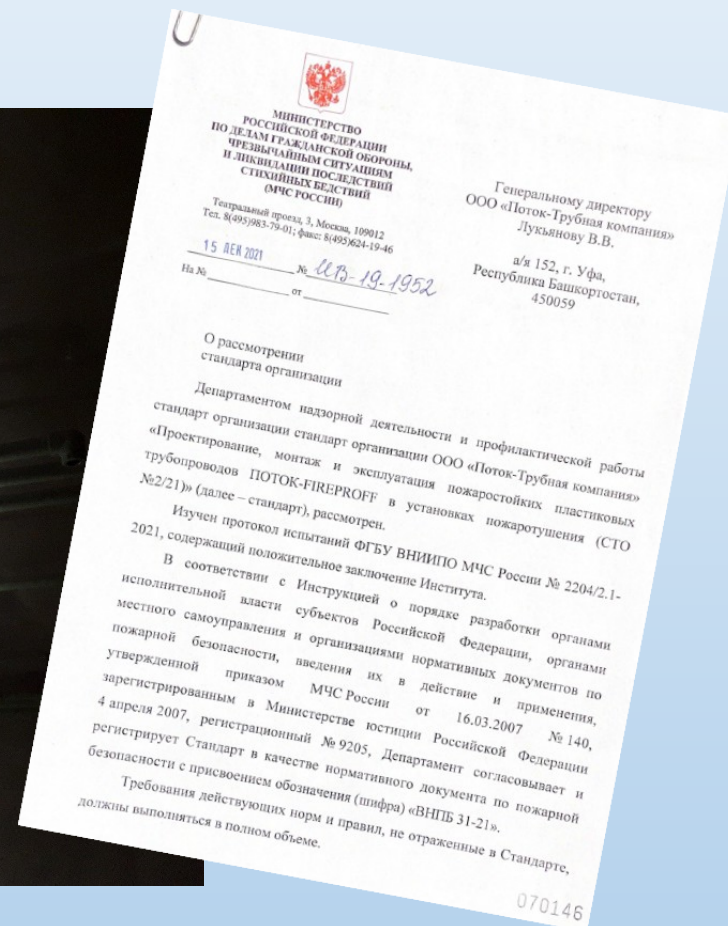 МИНИСТЕРСТВО
РОССИЙСКОЙ ФЕДЕРАЦИИ
ПО ДЕЛАМ ГРАЖДАНСКОЙ ОБОРОНЫ,
ЧРЕЗВЫЧАЙНЫМ СИТУАЦИЯМ
И ЛИКВИДАЦИИ ПОСЛЕДСТВИЙ
СТИХИЙНЫХ БЕДСТВИЙ
(МЧС РОССИИ)
Театральный проезд, 3, Москва, 109012
Тел. 8(495)983-79-01; факс: 8(495)624-19-46
15 ДЕК 2021 № ИВ-19-1952
На № от
Генеральному директору
ООО «Поток-Трубная компания»
Лукьянову В.В.
а/я 152, г. Уфа,
Республика Башкортостан,
450059
О рассмотрении
стандарта организации
Департаментом надзорной деятельности и профилактической работы
стандарт организации стандарт организации ООО «Поток-Трубная компания»
«Проектирование, монтаж и эксплуатация пожаростойких пластиковых
трубопроводов ПОТОК-FIREPROFF в установках пожаротушения (СТО
№2/21)» (далее – стандарт), рассмотрен.
Изучен протокол испытаний ФГБУ ВНИИПО МЧС России № 2204/2.1-
2021, содержащий положительное заключение Института.
В соответствии с Инструкцией о порядке разработки органами
исполнительной власти субъектов Российской Федерации, органами
местного самоуправления и организациями нормативных документов по
пожарной безопасности, введения их в действие и применения,
утвержденной приказом МЧС России от 16.03.2007 № 140,
зарегистрированным в Министерстве юстиции Российской Федерации
4 апреля 2007, регистрационный № 9205, Департамент согласовывает и
регистрирует Стандарт в качестве нормативного документа по пожарной
безопасности с присвоением обозначения (шифра) «ВНПБ 31-21».
Требования действующих норм и правил, не отраженные в Стандарте,
должны выполняться в полном объеме.
070146